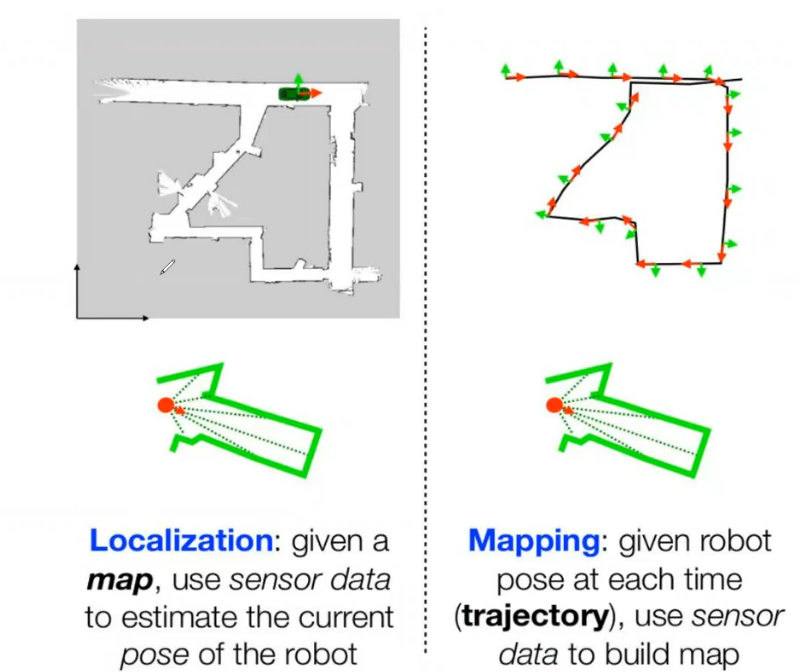 Localization: given a
map, use sensor data
to estimate the current
pose of the robot
Mapping: given robot
pose at each time
(trajectory), use sensor
data to build map